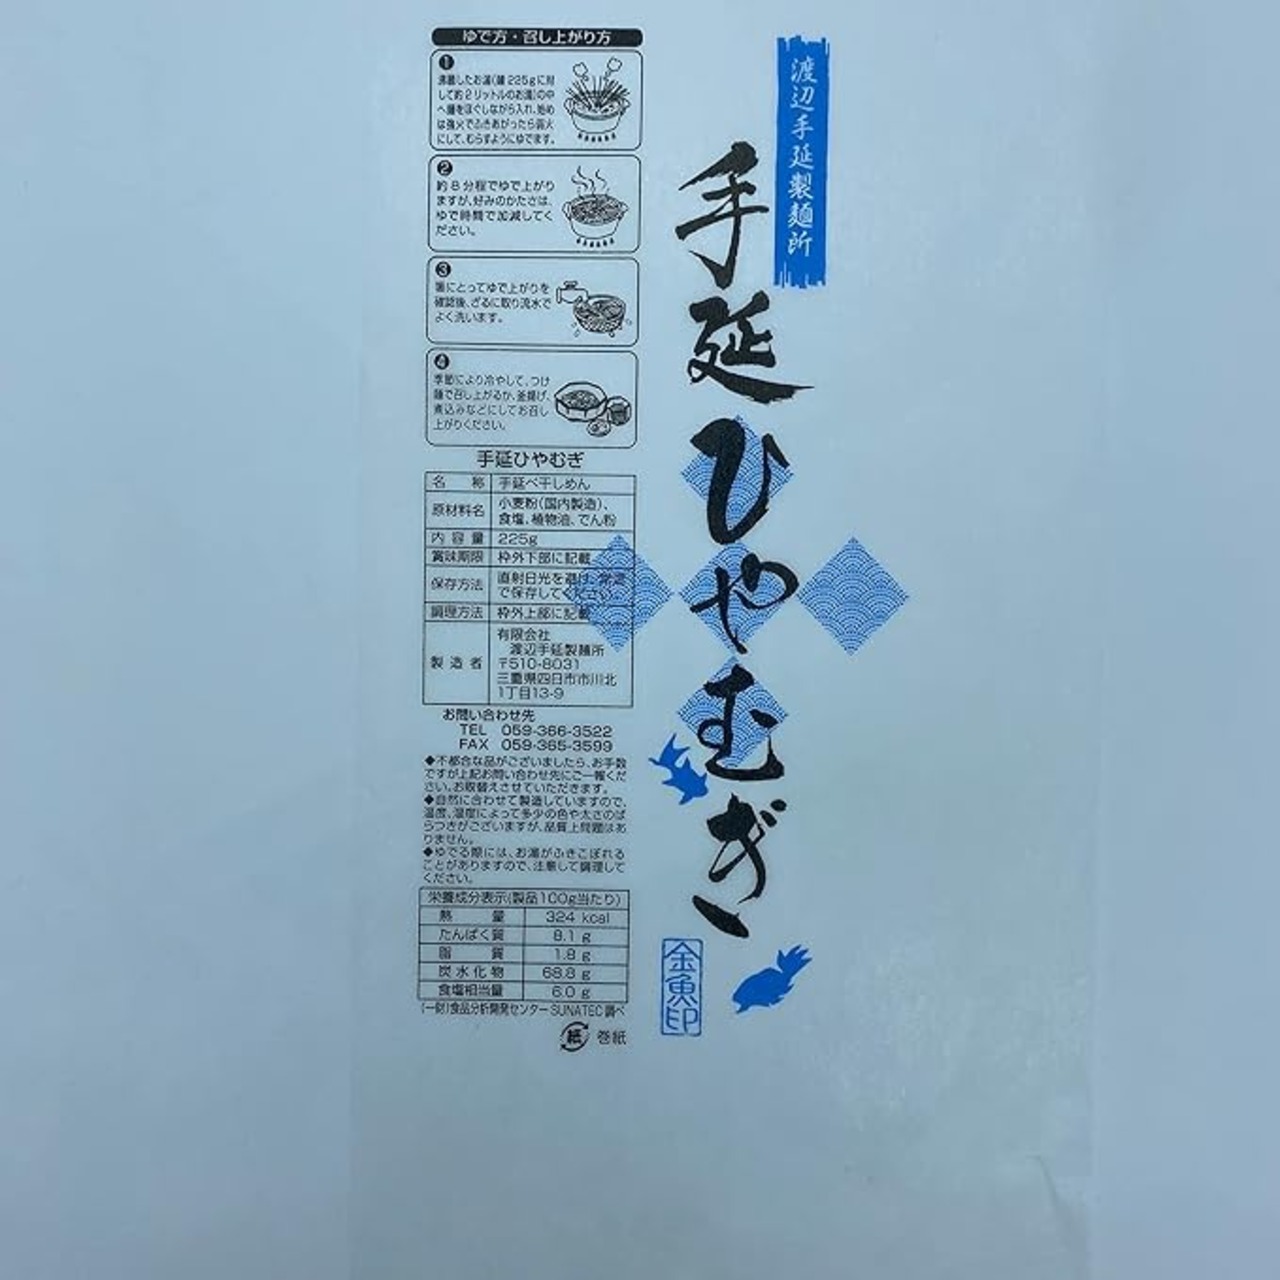 渡辺手延製麺所
手延ひやむぎ
金魚印
ゆで方・召し上がり方
1
沸騰したお湯(麺225gに対
して約2リットルのお湯)の中
へ麺をほぐしながら入れ、始め
は強火でふきあがったら弱火
にして、むらすようにゆでます。
2
約8分程でゆで上がり
ますが、好みのかたさは、
ゆで時間で加減してく
ださい。
3
箸にとってゆで上がりを
確認後、ざるに取り流水で
よく洗います。
4
季節により冷やして、つけ
麺で召し上がるか、釜揚げ、
煮込みなどにしてお召し
上がりください。
手延ひやむぎ
名称 手延べ干しめん
原材料名 小麦粉(国内製造)、
食塩、植物油、でん粉
内容量 225g
賞味期限 枠外下部に記載
保存方法 直射日光を避け、常温
で保存してください。
調理方法 枠外上部に記載
製造者 有限会社
渡辺手延製麺所
〒510-8031
三重県四日市市川北
1丁目13-9
お問い合わせ先
TEL 059-366-3522
FAX 059-365-3599
◆不都合な品がございましたら、お手数
ですが上記お問い合わせ先にご一報くだ
さい。お取替えさせていただきます。
◆自然に合わせて製造していますので、
温度、湿度によって多少の色や太さのば
らつきがございますが、品質上問題はあ
りません。
◆ゆでる際には、お湯がふきこぼれる
ことがありますので、注意して調理して
ください。
栄養成分表示(製品100g当たり)
熱量 324 kcal
たんぱく質 8.1 g
脂質 1.8 g
炭水化物 68.8 g
食塩相当量 6.0 g
(一財)食品分析開発センターSUNATEC調べ
紙 巻紙